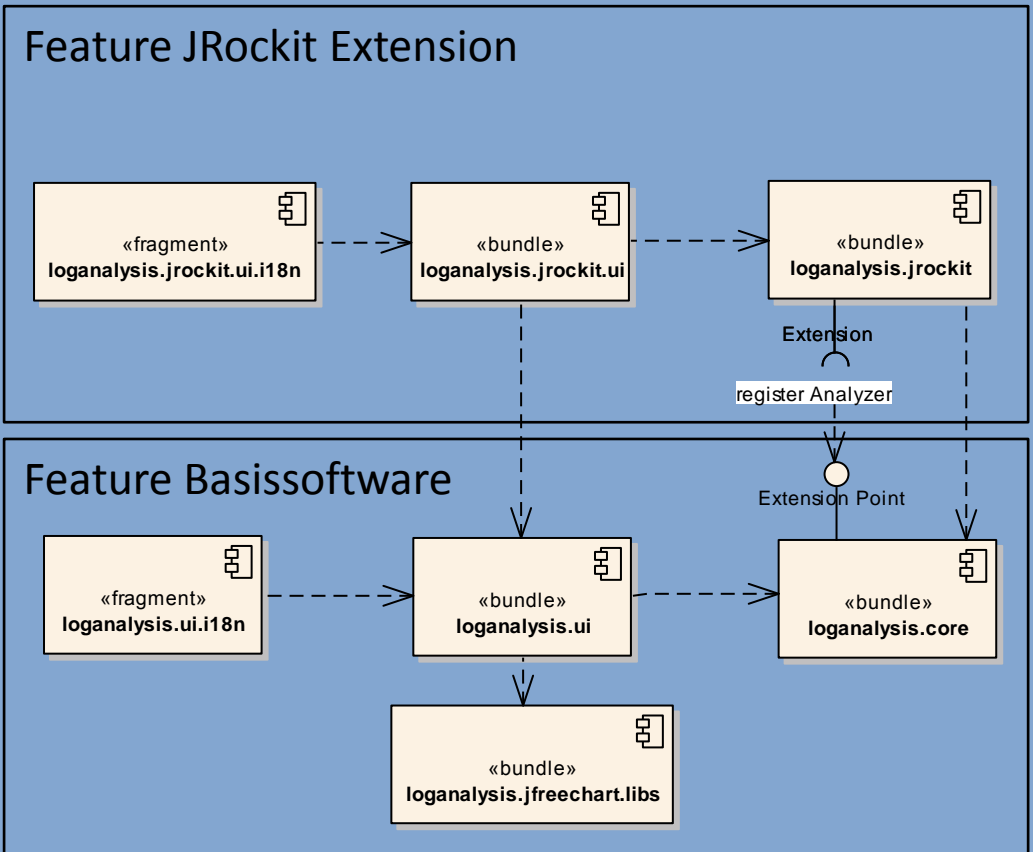 Feature JRockit Extension
«fragment»
loganalysis.jrockit.ui.i18n
«bundle»
loganalysis.jrockit.ui
«bundle»
loganalysis.jrockit
Extension
register Analyzer
Feature Basissoftware
Extension Point
«fragment»
loganalysis.ui.i18n
«bundle»
loganalysis.ui
«bundle»
loganalysis.core
«bundle»
loganalysis.jfreechart.libs